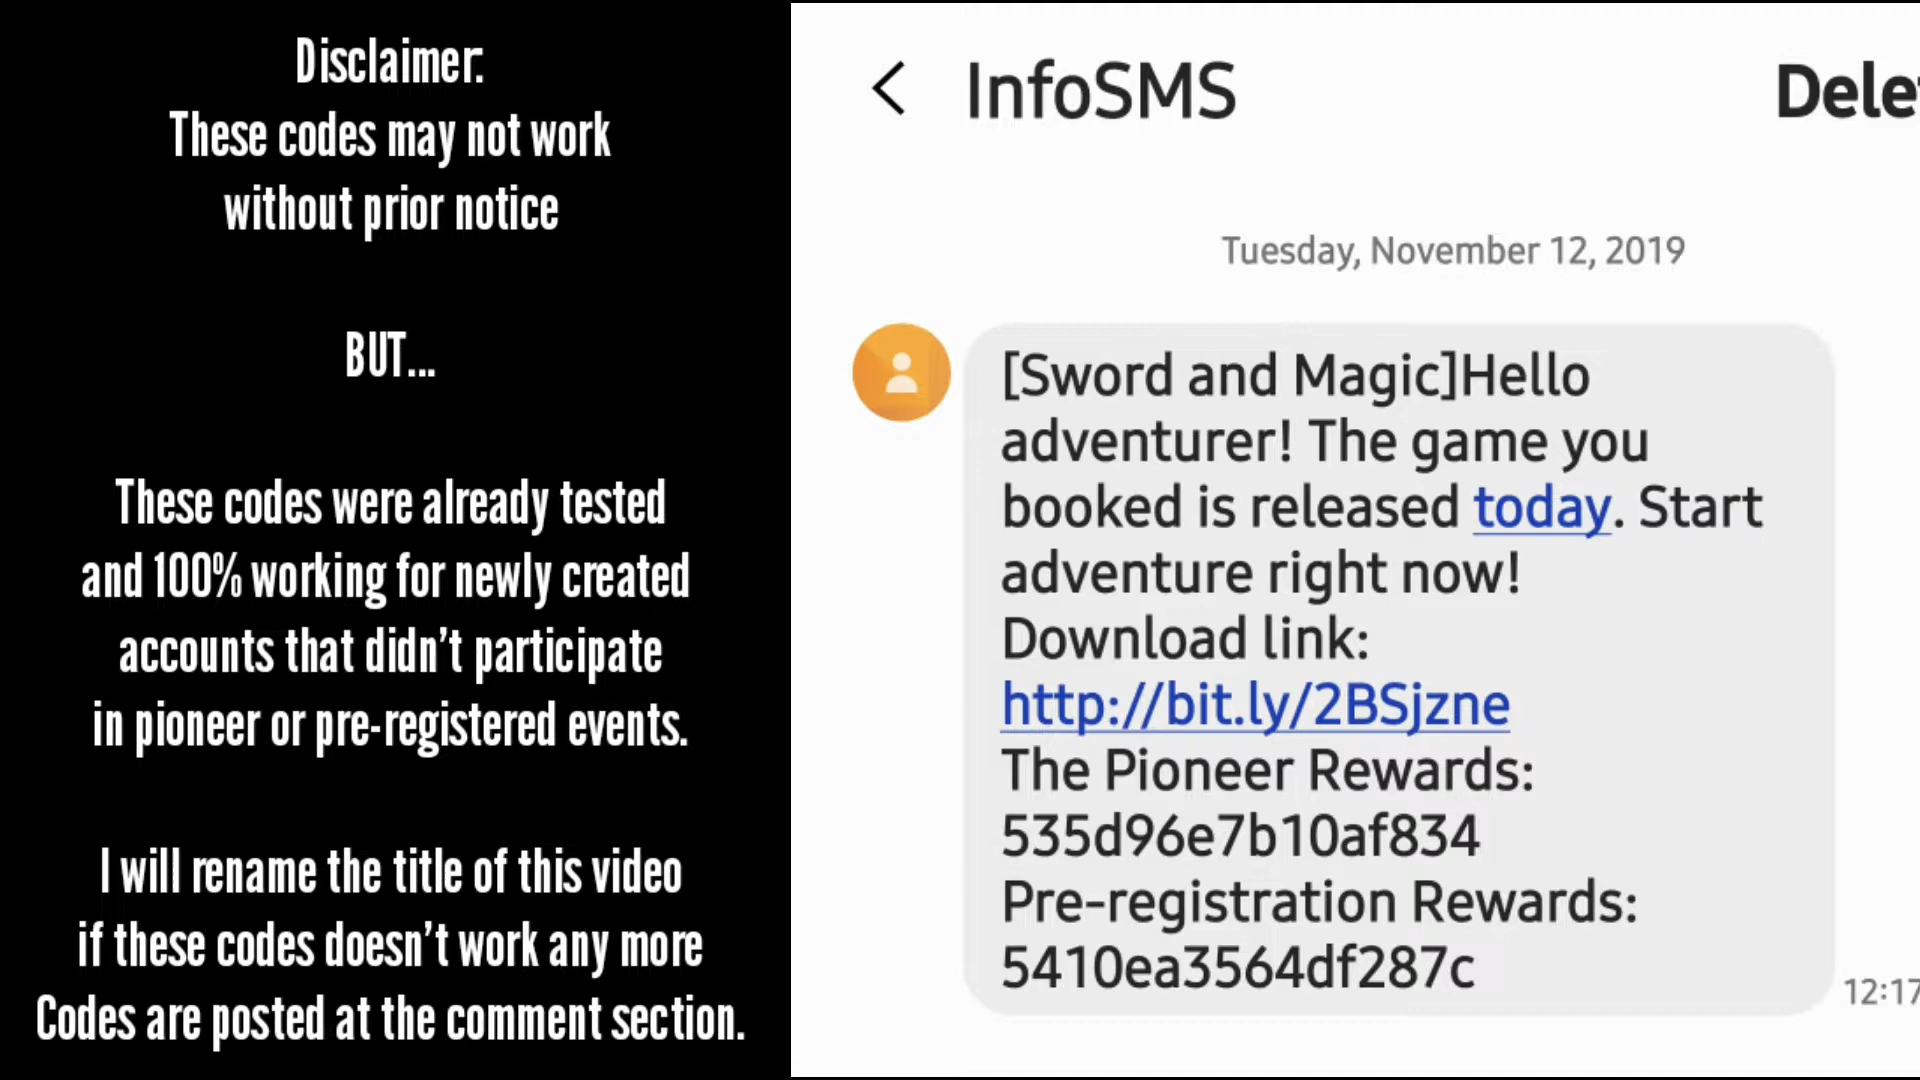 Disclaimer:
These codes may not work
without prior notice
BUT...
These codes were already tested
and 100% working for newly created
accounts that didn't participate
in pioneer or pre-registered events.
I will rename the title of this video
if these codes doesn't work any more
Codes are posted at the comment section.
InfoSMS
Delet
Tuesday, November 12, 2019
[Sword and Magic]Hello
adventurer! The game you
booked is released today. Start
adventure right now!
Download link:
http://bit.ly/2BSjzne
The Pioneer Rewards:
535d96e7b10af834
Pre-registration Rewards:
5410ea3564df287c
12:17